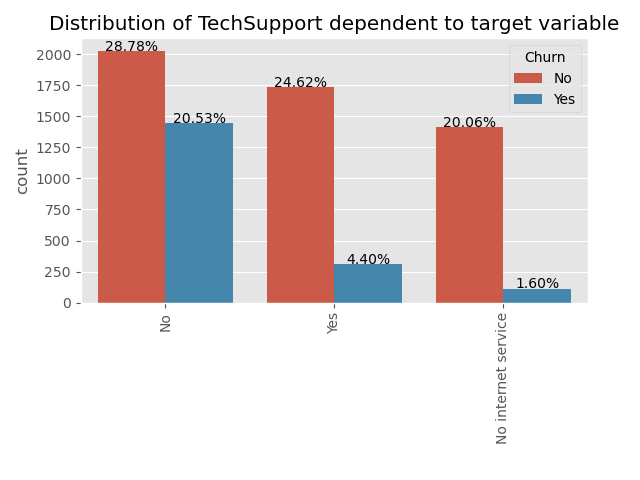 Distribution of TechSupport dependent to target variable
2000
1750
1500
1250
1000
750
500
250
0
count
28.78%
20.53%
24.62%
4.40%
20.06%
1.60%
Churn
No
Yes
No
Yes
No internet service